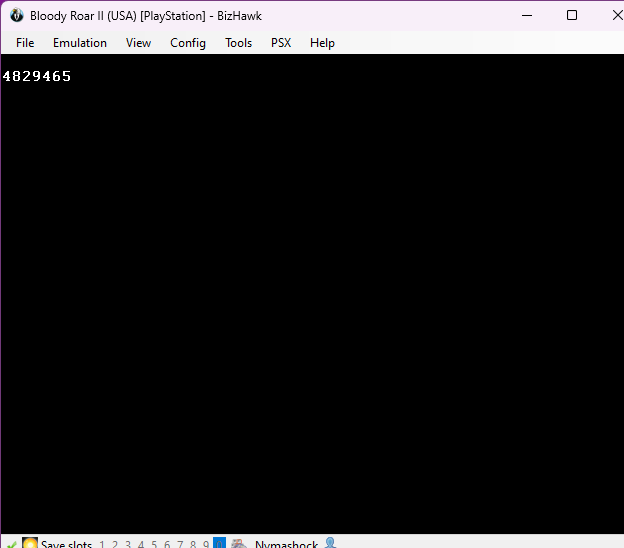 Bloody Roar II (USA) [PlayStation] - BizHawk
File Emulation View Config Tools PSX Help
4829465
Save slots 1 2 3 4 5 6 7 8 9 0 Nymashock